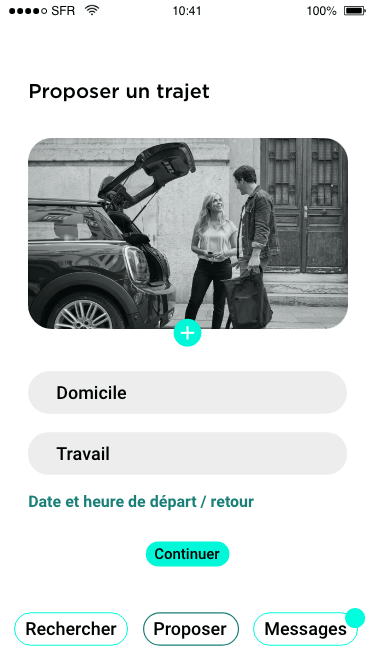 SFR 10:41 100%
Proposer un trajet
Domicile
Travail
Date et heure de départ / retour
Continuer
Rechercher Proposer Messages